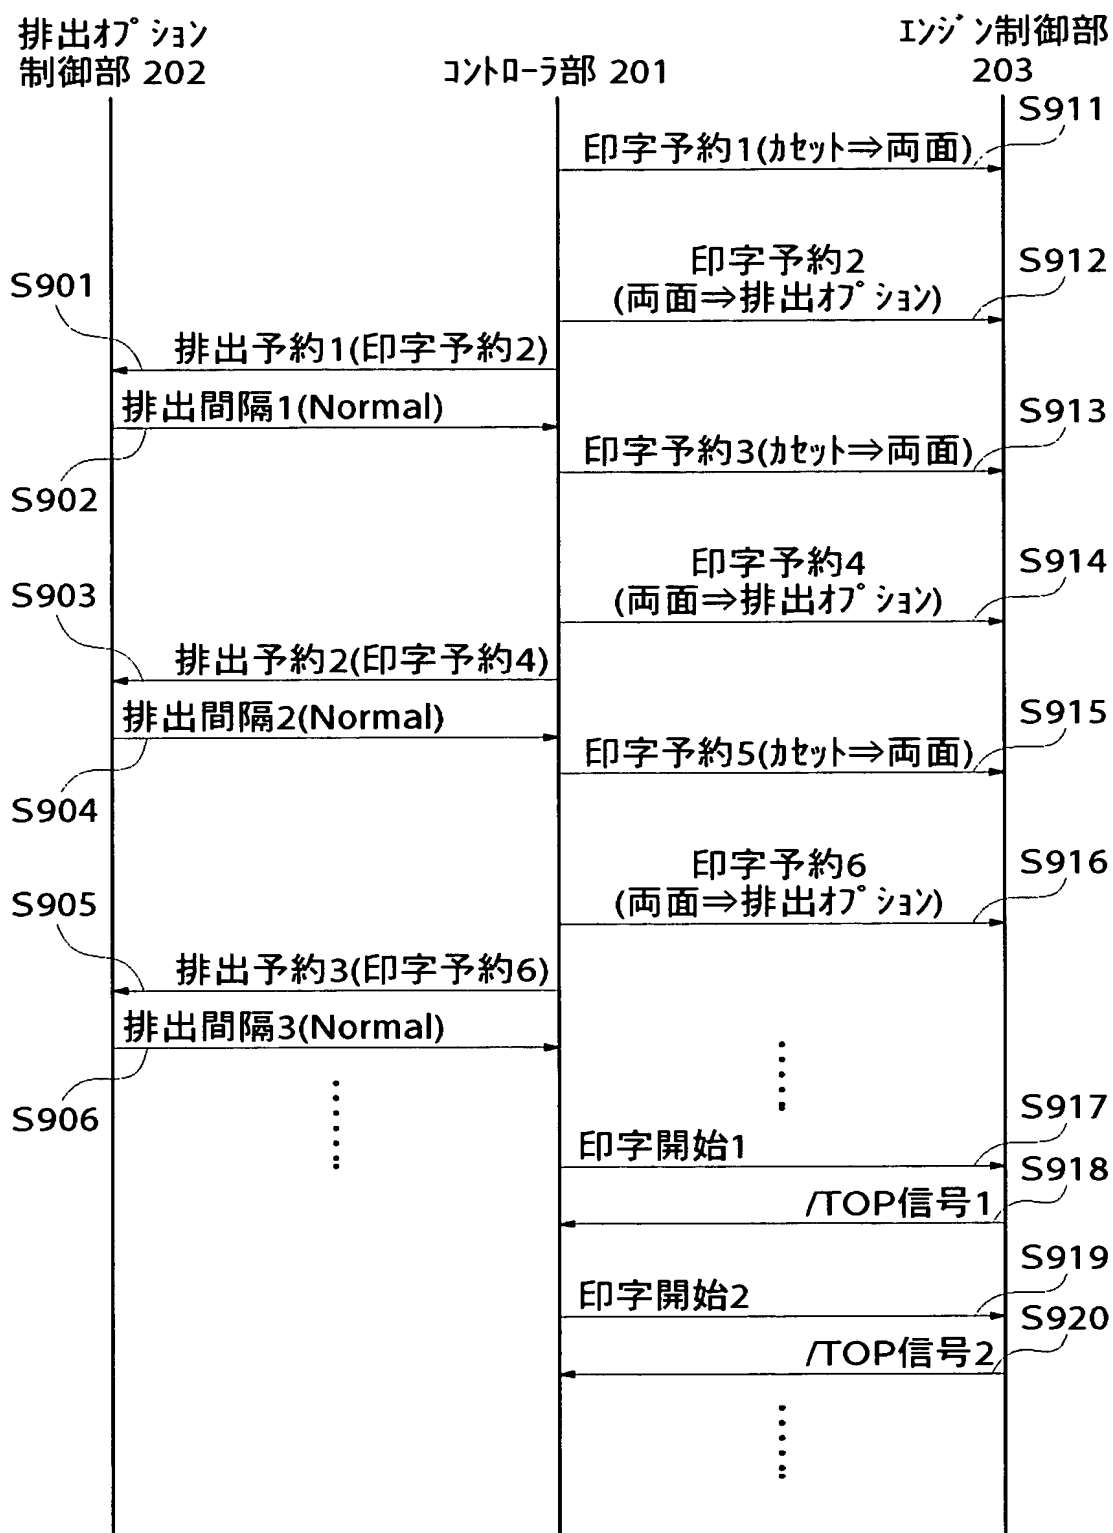 排出ｵﾌﾟｼｮﾝ
制御部 202
ｺﾝﾄﾛｰﾗ部 201
ｴﾝｼﾞﾝ制御部
203
S911
印字予約1(ｶｾｯﾄ⇒両面)
印字予約2
(両面⇒排出ｵﾌﾟｼｮﾝ)
S912
S901
排出予約1(印字予約2)
排出間隔1(Normal)
S902
S913
印字予約3(ｶｾｯﾄ⇒両面)
印字予約4
(両面⇒排出ｵﾌﾟｼｮﾝ)
S914
S903
排出予約2(印字予約4)
排出間隔2(Normal)
S904
S915
印字予約5(ｶｾｯﾄ⇒両面)
印字予約6
(両面⇒排出ｵﾌﾟｼｮﾝ)
S916
S905
排出予約3(印字予約6)
排出間隔3(Normal)
S906
S917
印字開始1
S918
/TOP信号1
S919
印字開始2
S920
/TOP信号2